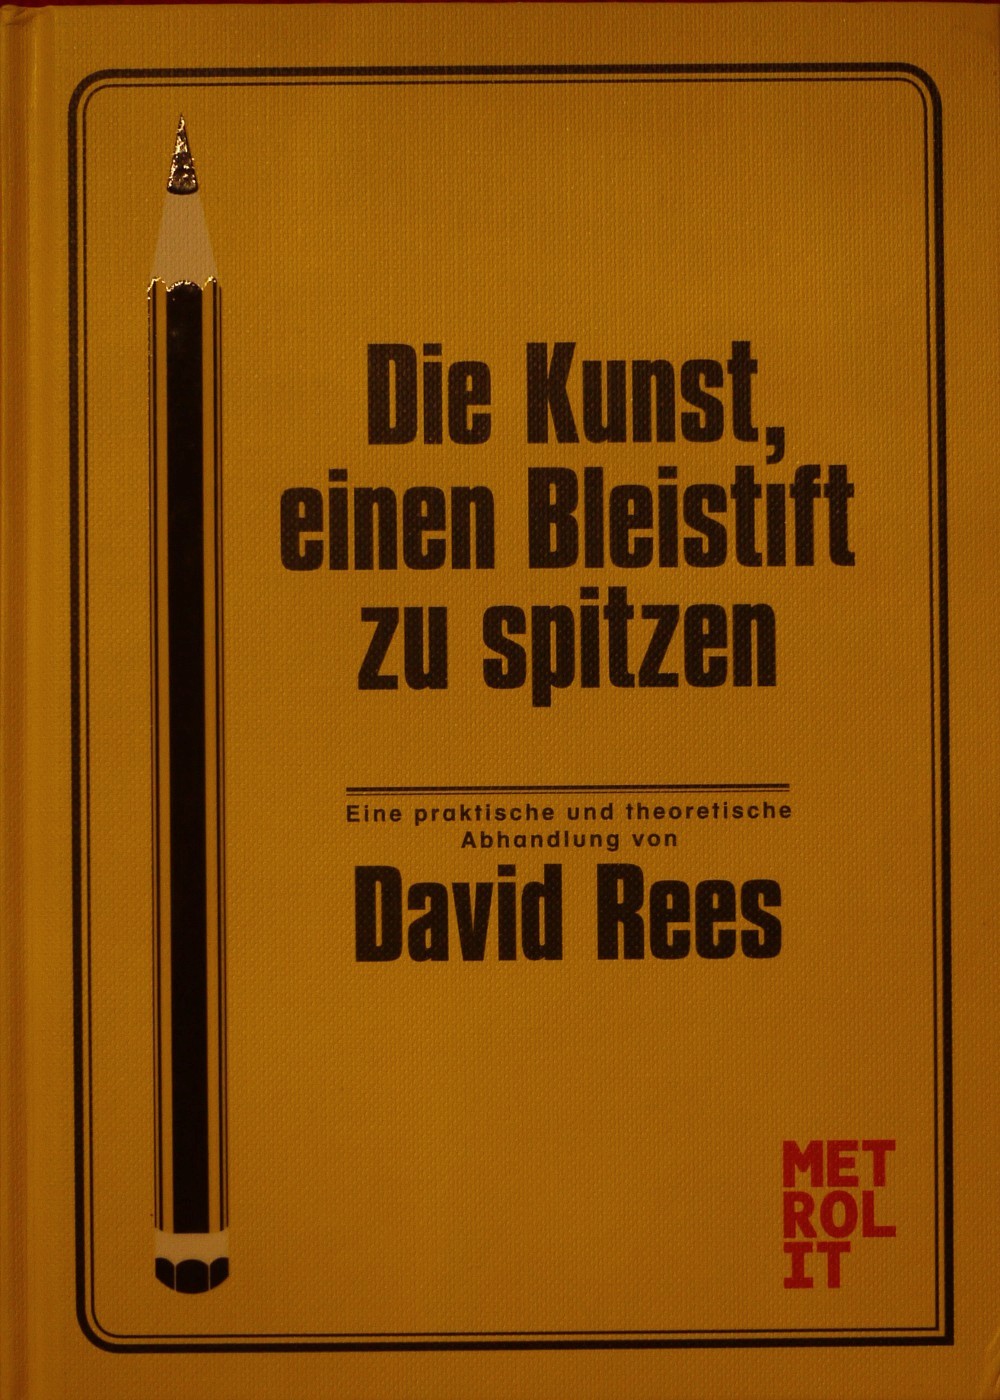 Die Kunst,
einen Bleistift
zu spitzen
Eine praktische und theoretische
Abhandlung von
David Rees
MET
ROL
IT